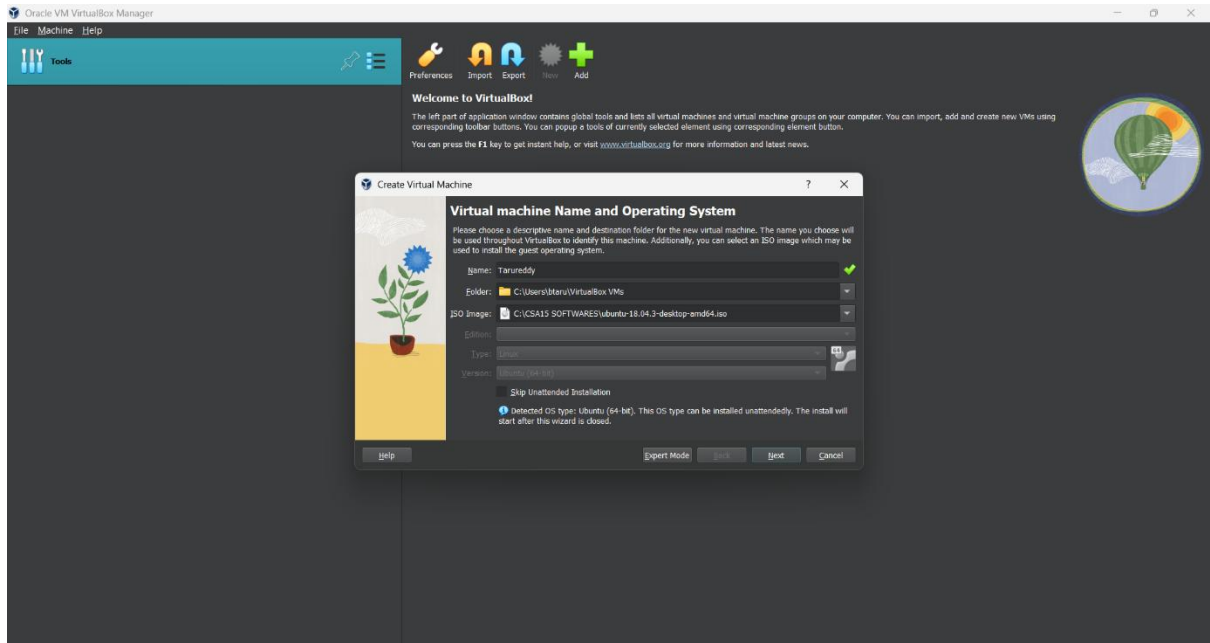 Oracle VM VirtualBox Manager
File Machine Help
Tools
Preferences Import Export New Add
Welcome to VirtualBox!
The left part of application window contains global tools and lists all virtual machines and virtual machine groups on your computer. You can import, add and create new VMs using
corresponding toolbar buttons. You can popup a tools of currently selected element using corresponding element button.
You can press the F1 key to get instant help, or visit www.virtualbox.org for more information and latest news.
Create Virtual Machine ?
Virtual machine Name and Operating System
Please choose a descriptive name and destination folder for the new virtual machine. The name you choose will
be used throughout VirtualBox to identify this machine. Additionally, you can select an ISO image which may be
used to install the guest operating system.
Name: Tarureddy
Folder: C:\Users\btaru\VirtualBox VMs
ISO Image: C:\CSA15 SOFTWARES\ubuntu-18.04.3-desktop-amd64.iso
Edition:
Type: Linux
Version: Ubuntu (64-bit)
Skip Unattended Installation
Detected OS type: Ubuntu (64-bit). This OS type can be installed unattendedly. The install will
start after this wizard is closed.
Help Expert Mode Back Next Cancel